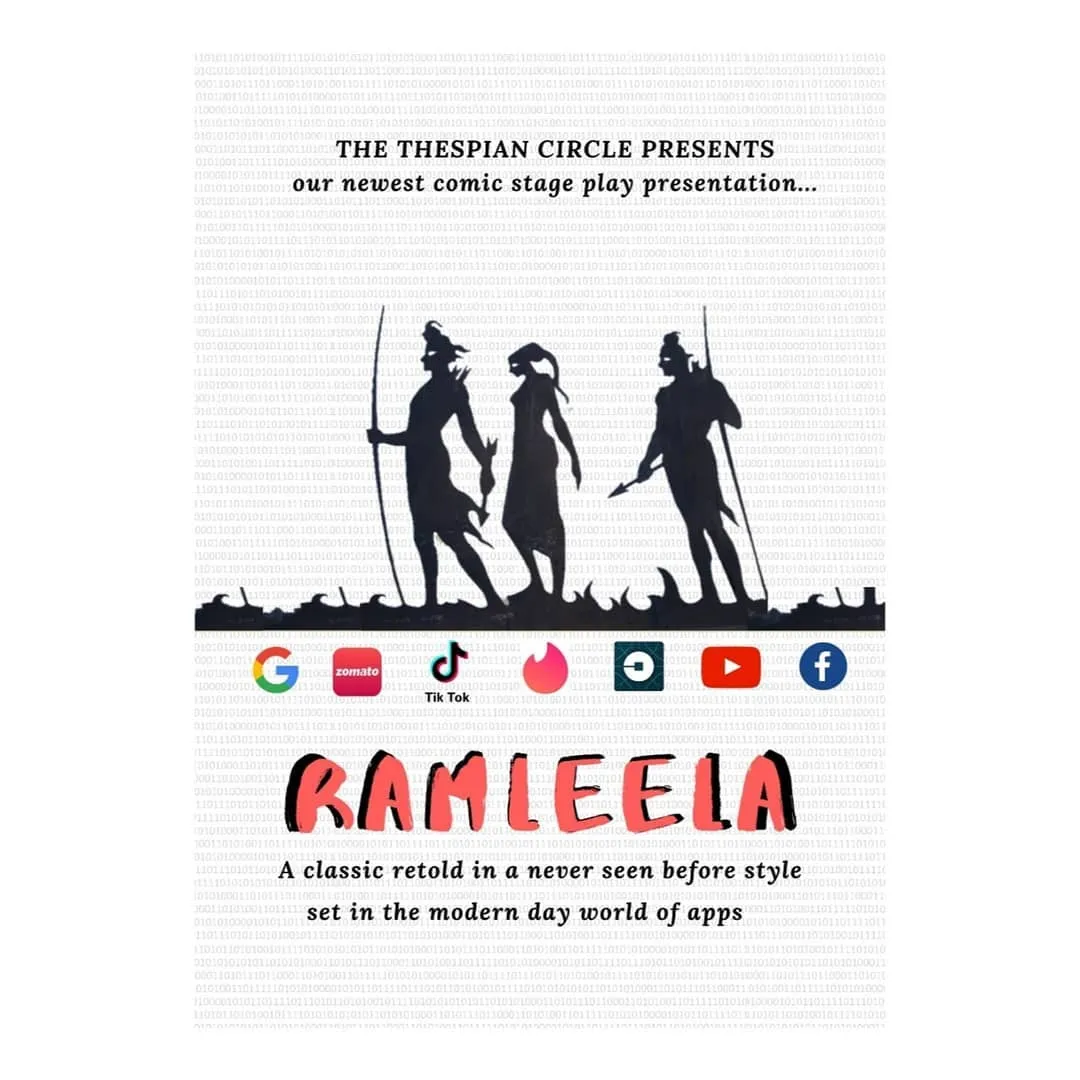 THE THESPIAN CIRCLE PRESENTS
our newest comic stage play presentation...
zomato
Tik Tok
RAMLEELA
A classic retold in a never seen before style
set in the modern day world of apps